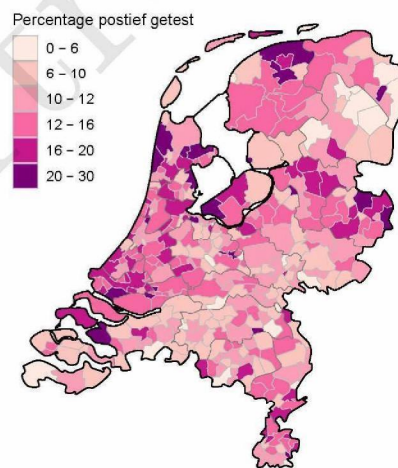 Percentage postief getest
0 – 6
6 – 10
10 – 12
12 – 16
16 – 20
20 – 30